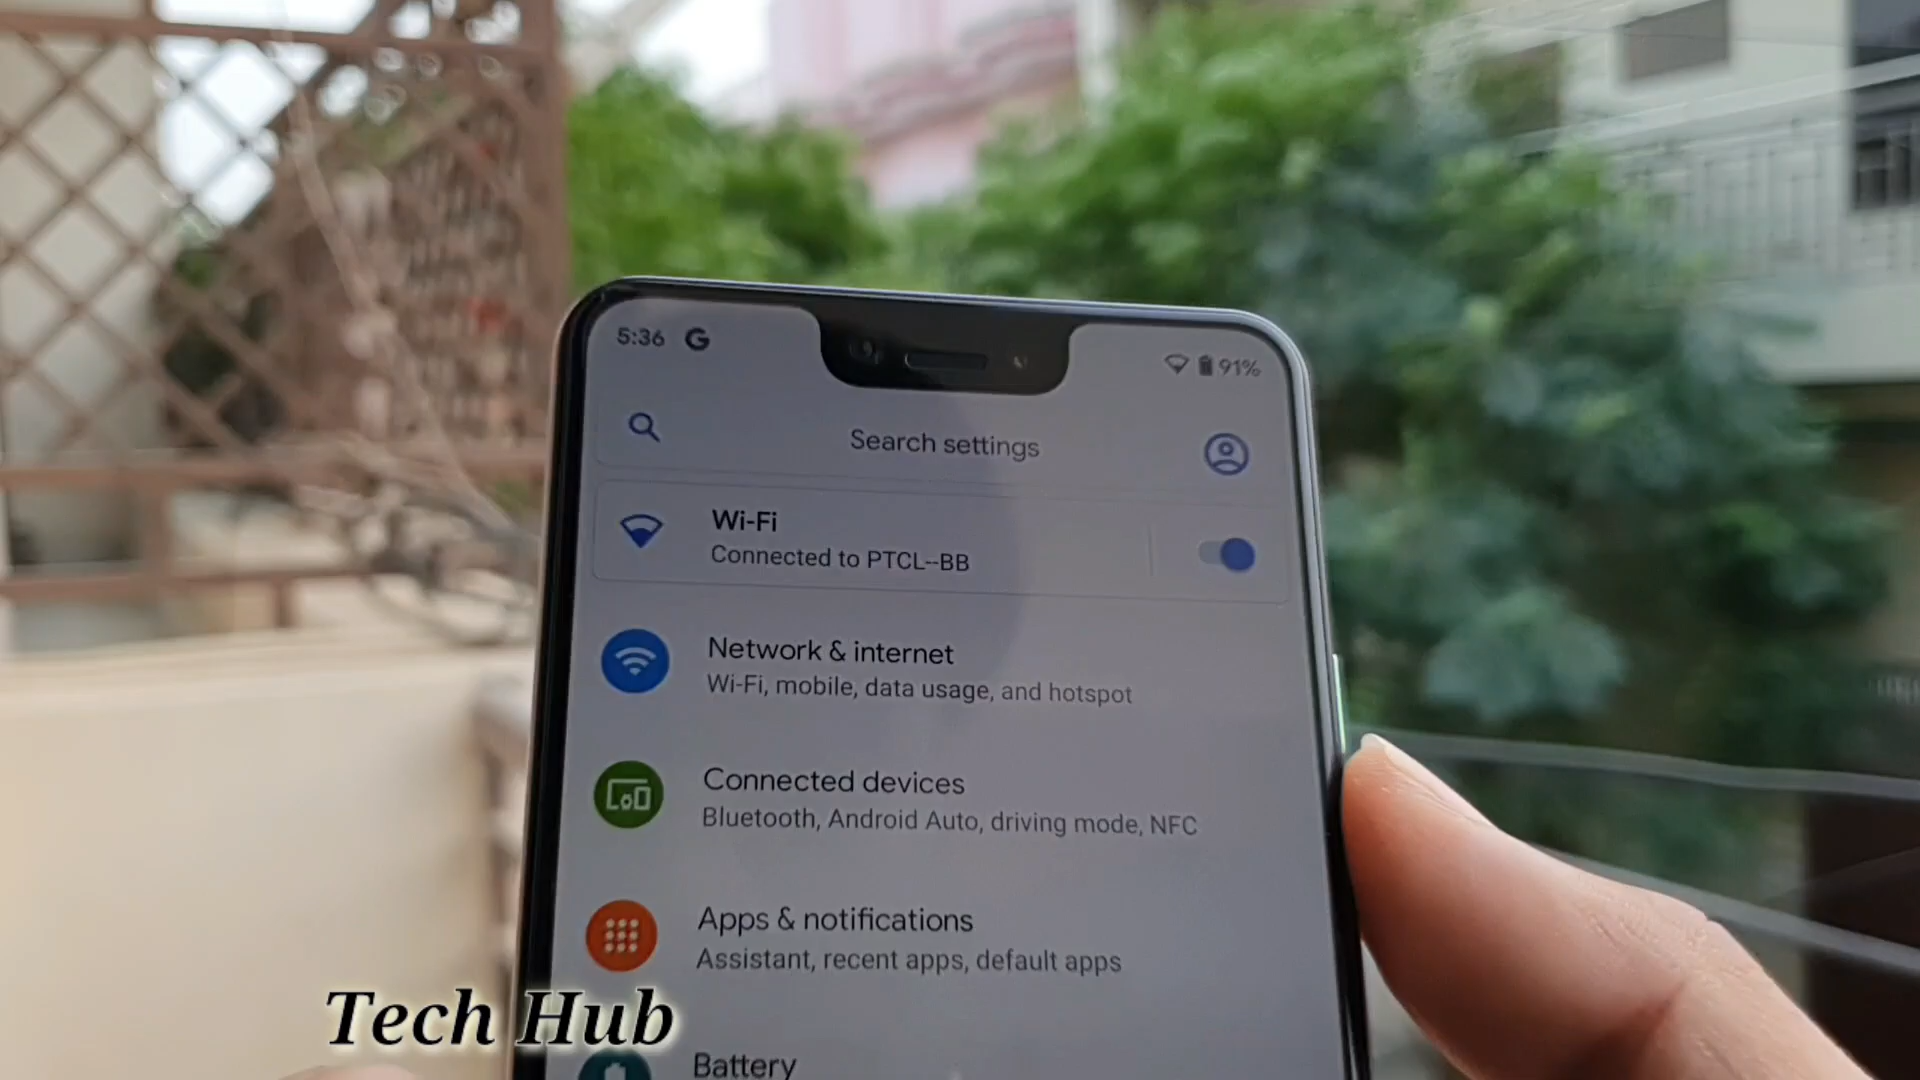 5:36 G
91%
Search settings
Wi-Fi
Connected to PTCL--BB
Network & internet
Wi-Fi, mobile, data usage, and hotspot
Connected devices
Bluetooth, Android Auto, driving mode, NFC
Apps & notifications
Assistant, recent apps, default apps
Tech Hub
Battery